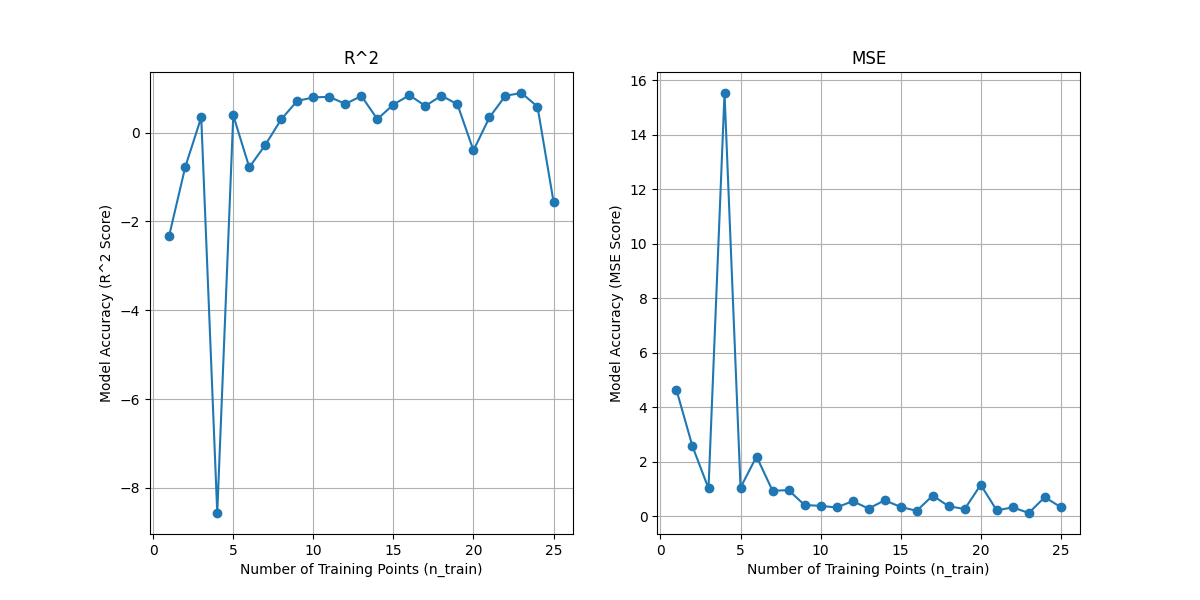 R^2
Model Accuracy (R^2 Score)
0
−2
−4
−6
−8
0 5 10 15 20 25
Number of Training Points (n_train)
MSE
Model Accuracy (MSE Score)
16
14
12
10
8
6
4
2
0
0 5 10 15 20 25
Number of Training Points (n_train)